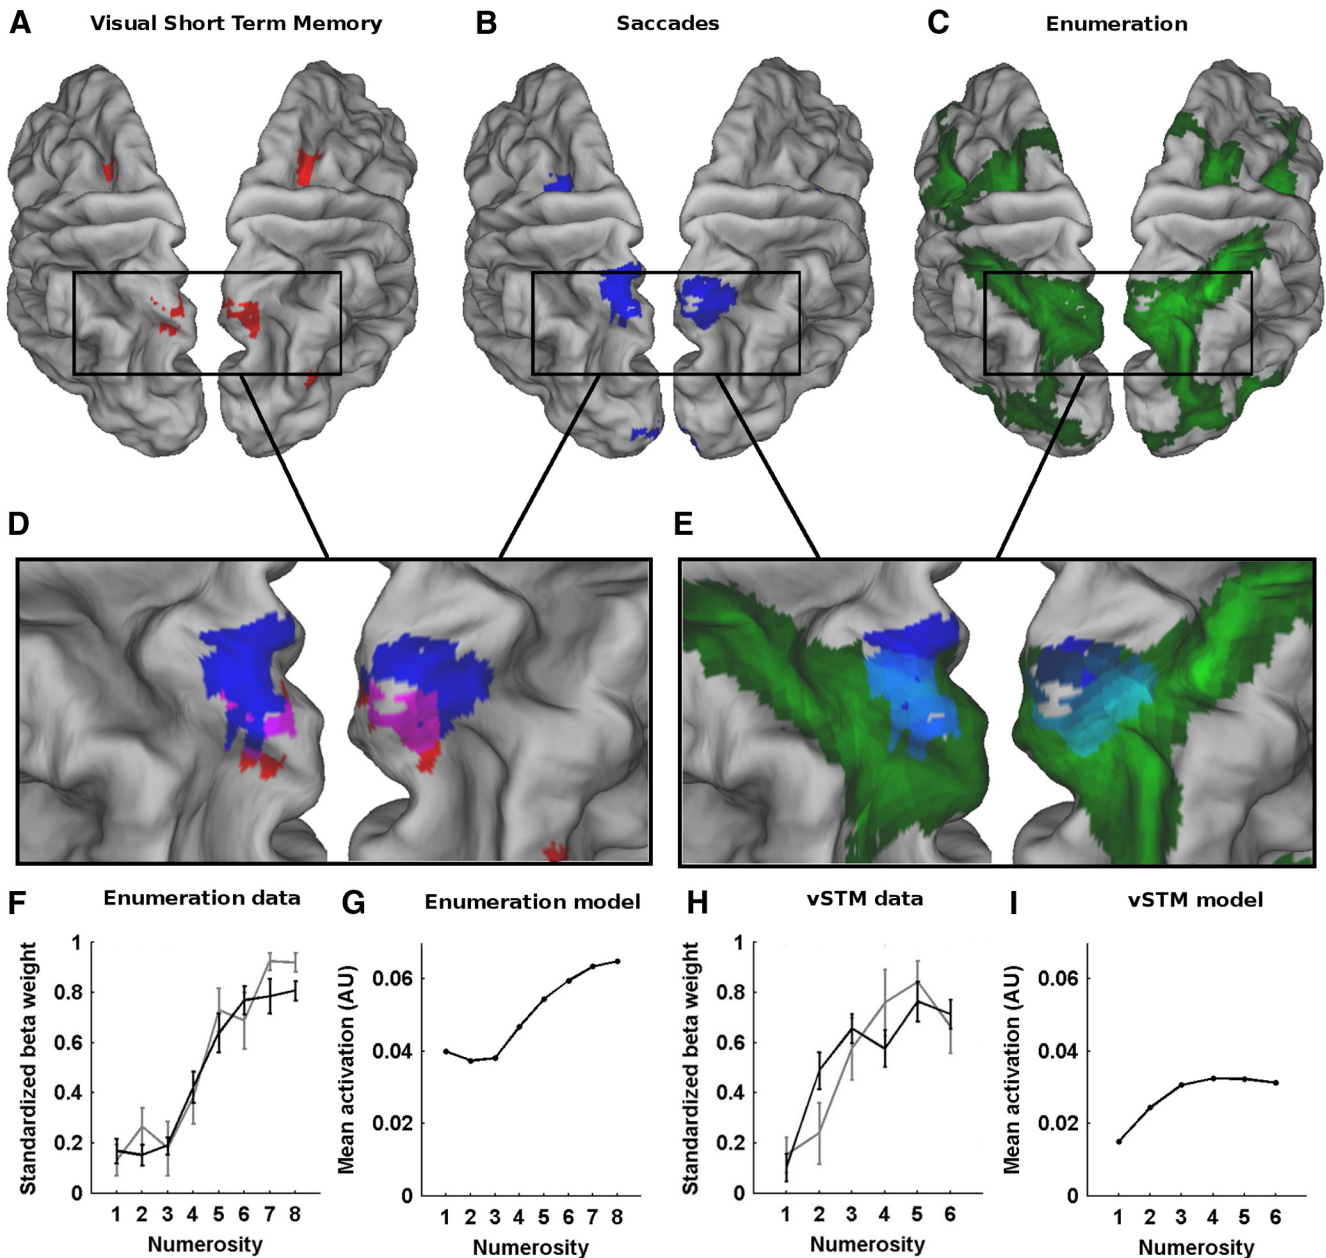 A Visual Short Term Memory B Saccades C Enumeration
D E
F Enumeration data G Enumeration model H vSTM data I vSTM model
Standardized beta weight
1
0.8
0.6
0.4
0.2
0
1 2 3 4 5 6 7 8
Numerosity
Mean activation (AU)
0.06
0.04
0.02
0
1 2 3 4 5 6 7 8
Numerosity
Standardized beta weight
1
0.8
0.6
0.4
0.2
0
1 2 3 4 5 6
Numerosity
Mean activation (AU)
0.06
0.04
0.02
0
1 2 3 4 5 6
Numerosity